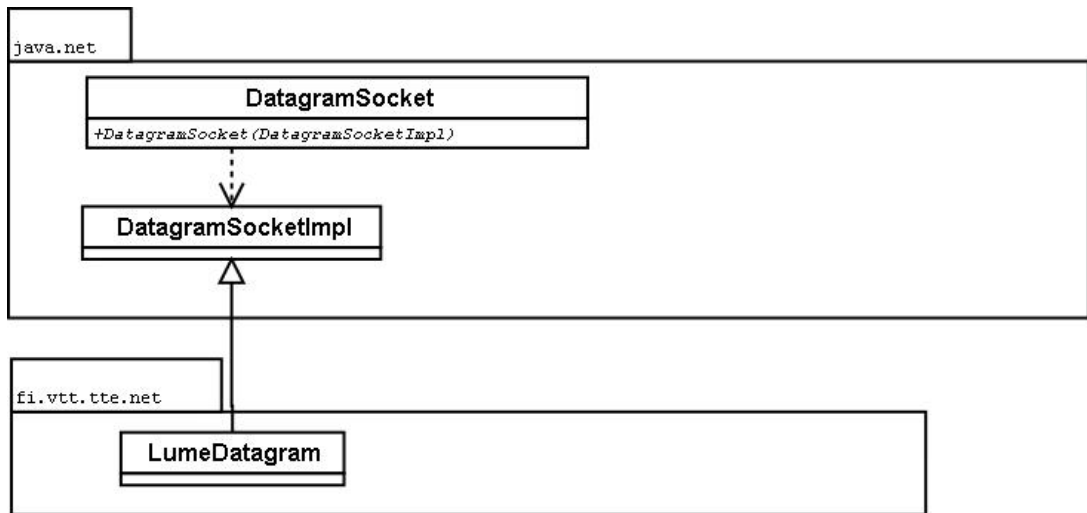 java.net
DatagramSocket
+DatagramSocket(DatagramSocketImpl)
DatagramSocketImpl
fi.vtt.tte.net
LumeDatagram